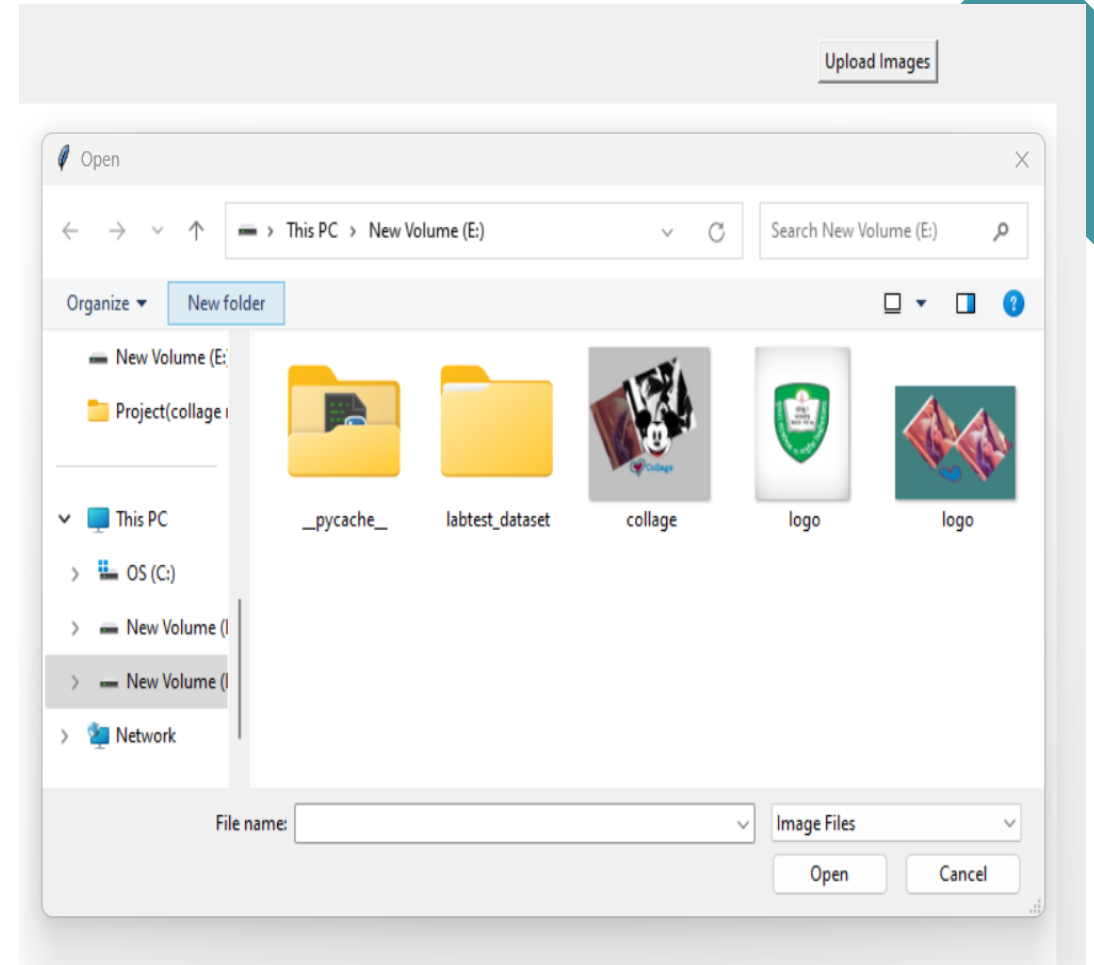 Upload Images
Open
This PC > New Volume (E:)
Search New Volume (E:)
Organize
New folder
New Volume (E:
Project(collage
This PC
OS (C:)
New Volume (
New Volume (
Network
Collage
__pycache__
labtest_dataset
collage
logo
logo
File name:
Image Files
Open
Cancel